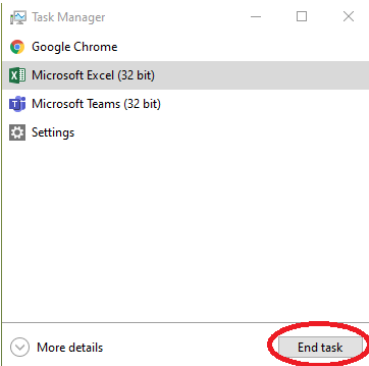 Task Manager
Google Chrome
Microsoft Excel (32 bit)
Microsoft Teams (32 bit)
Settings
More details
End task